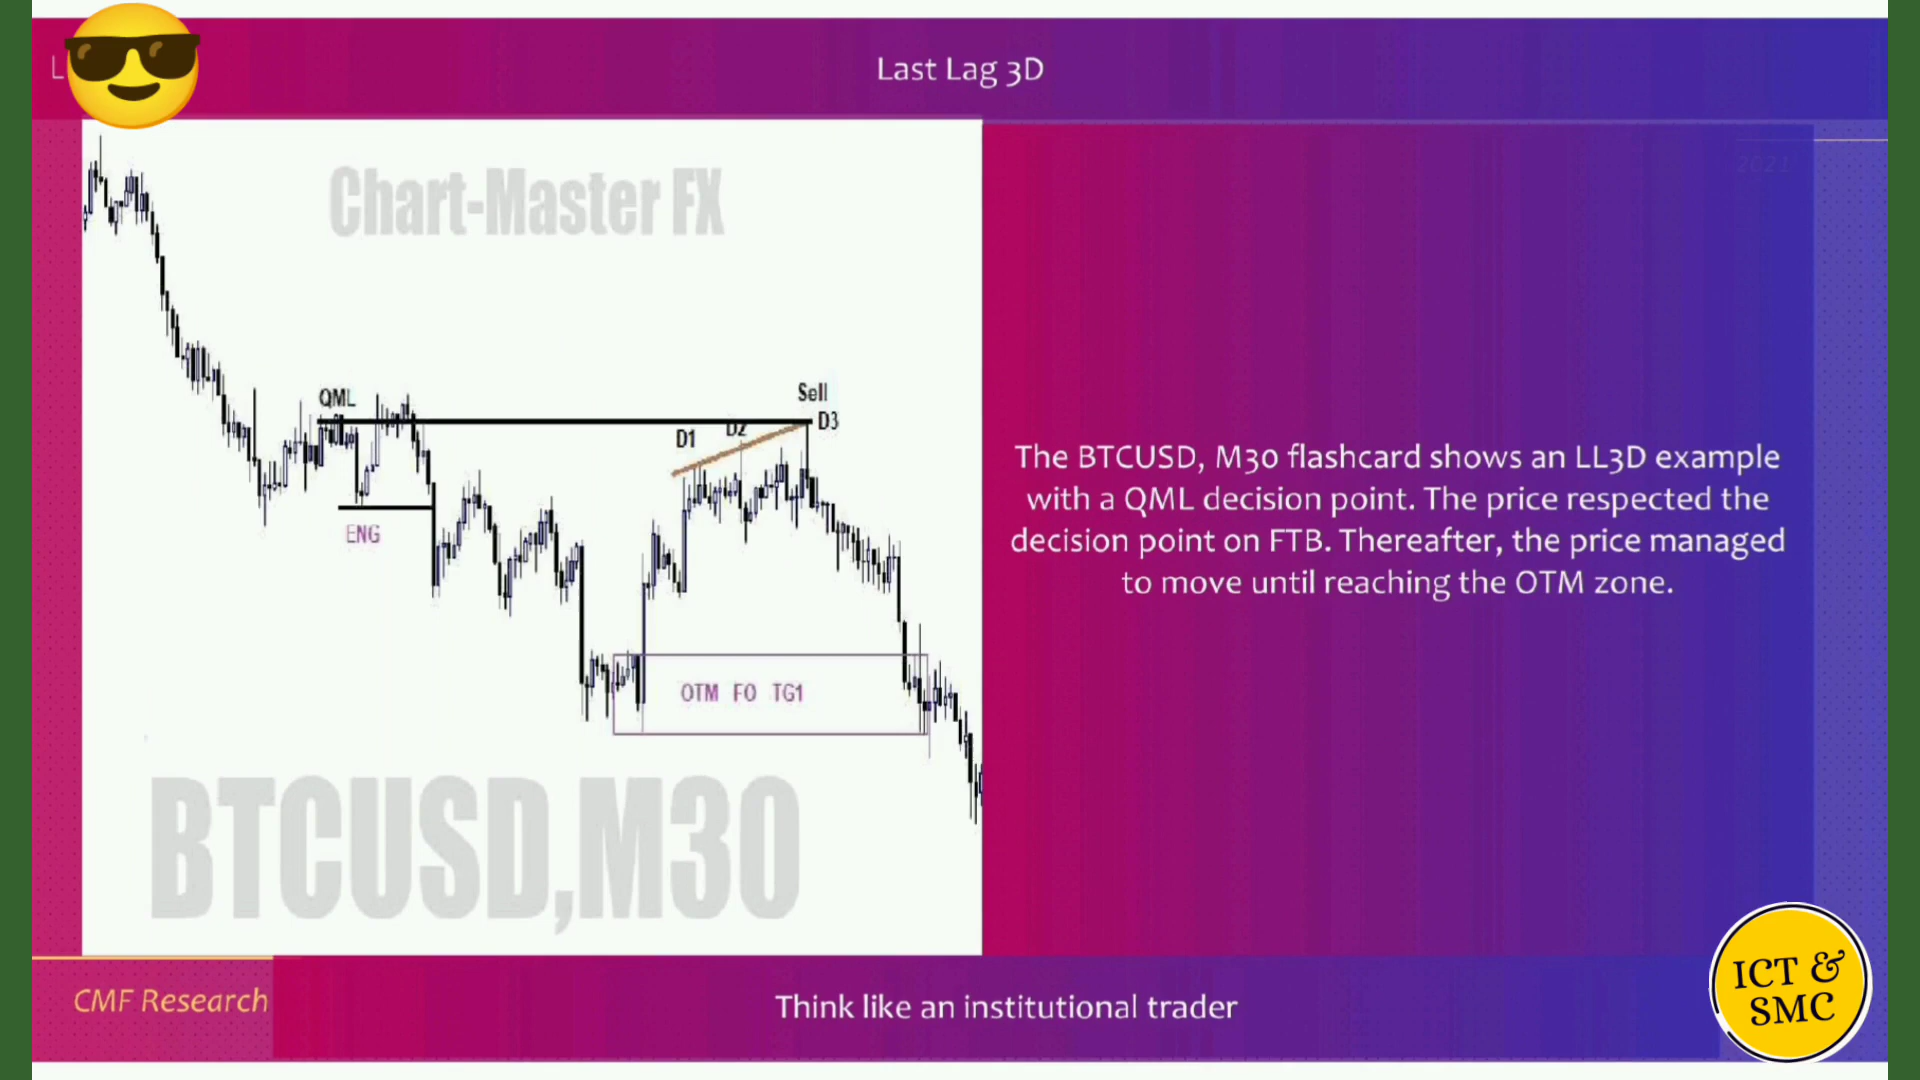 L
Last Lag 3D
2021
Chart-Master FX
QML
Sell
D1
D2
D3
ENG
OTM FO TG1
BTCUSD,M30
The BTCUSD, M30 flashcard shows an LL3D example
with a QML decision point. The price respected the
decision point on FTB. Thereafter, the price managed
to move until reaching the OTM zone.
CMF Research
Think like an institutional trader
ICT &
SMC